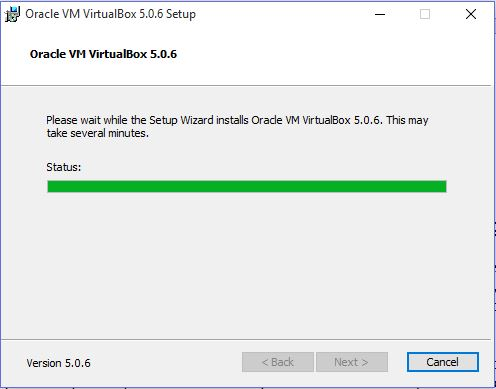 Oracle VM VirtualBox 5.0.6 Setup
Oracle VM VirtualBox 5.0.6
Please wait while the Setup Wizard installs Oracle VM VirtualBox 5.0.6. This may
take several minutes.
Status:
Version 5.0.6
< Back
Next >
Cancel